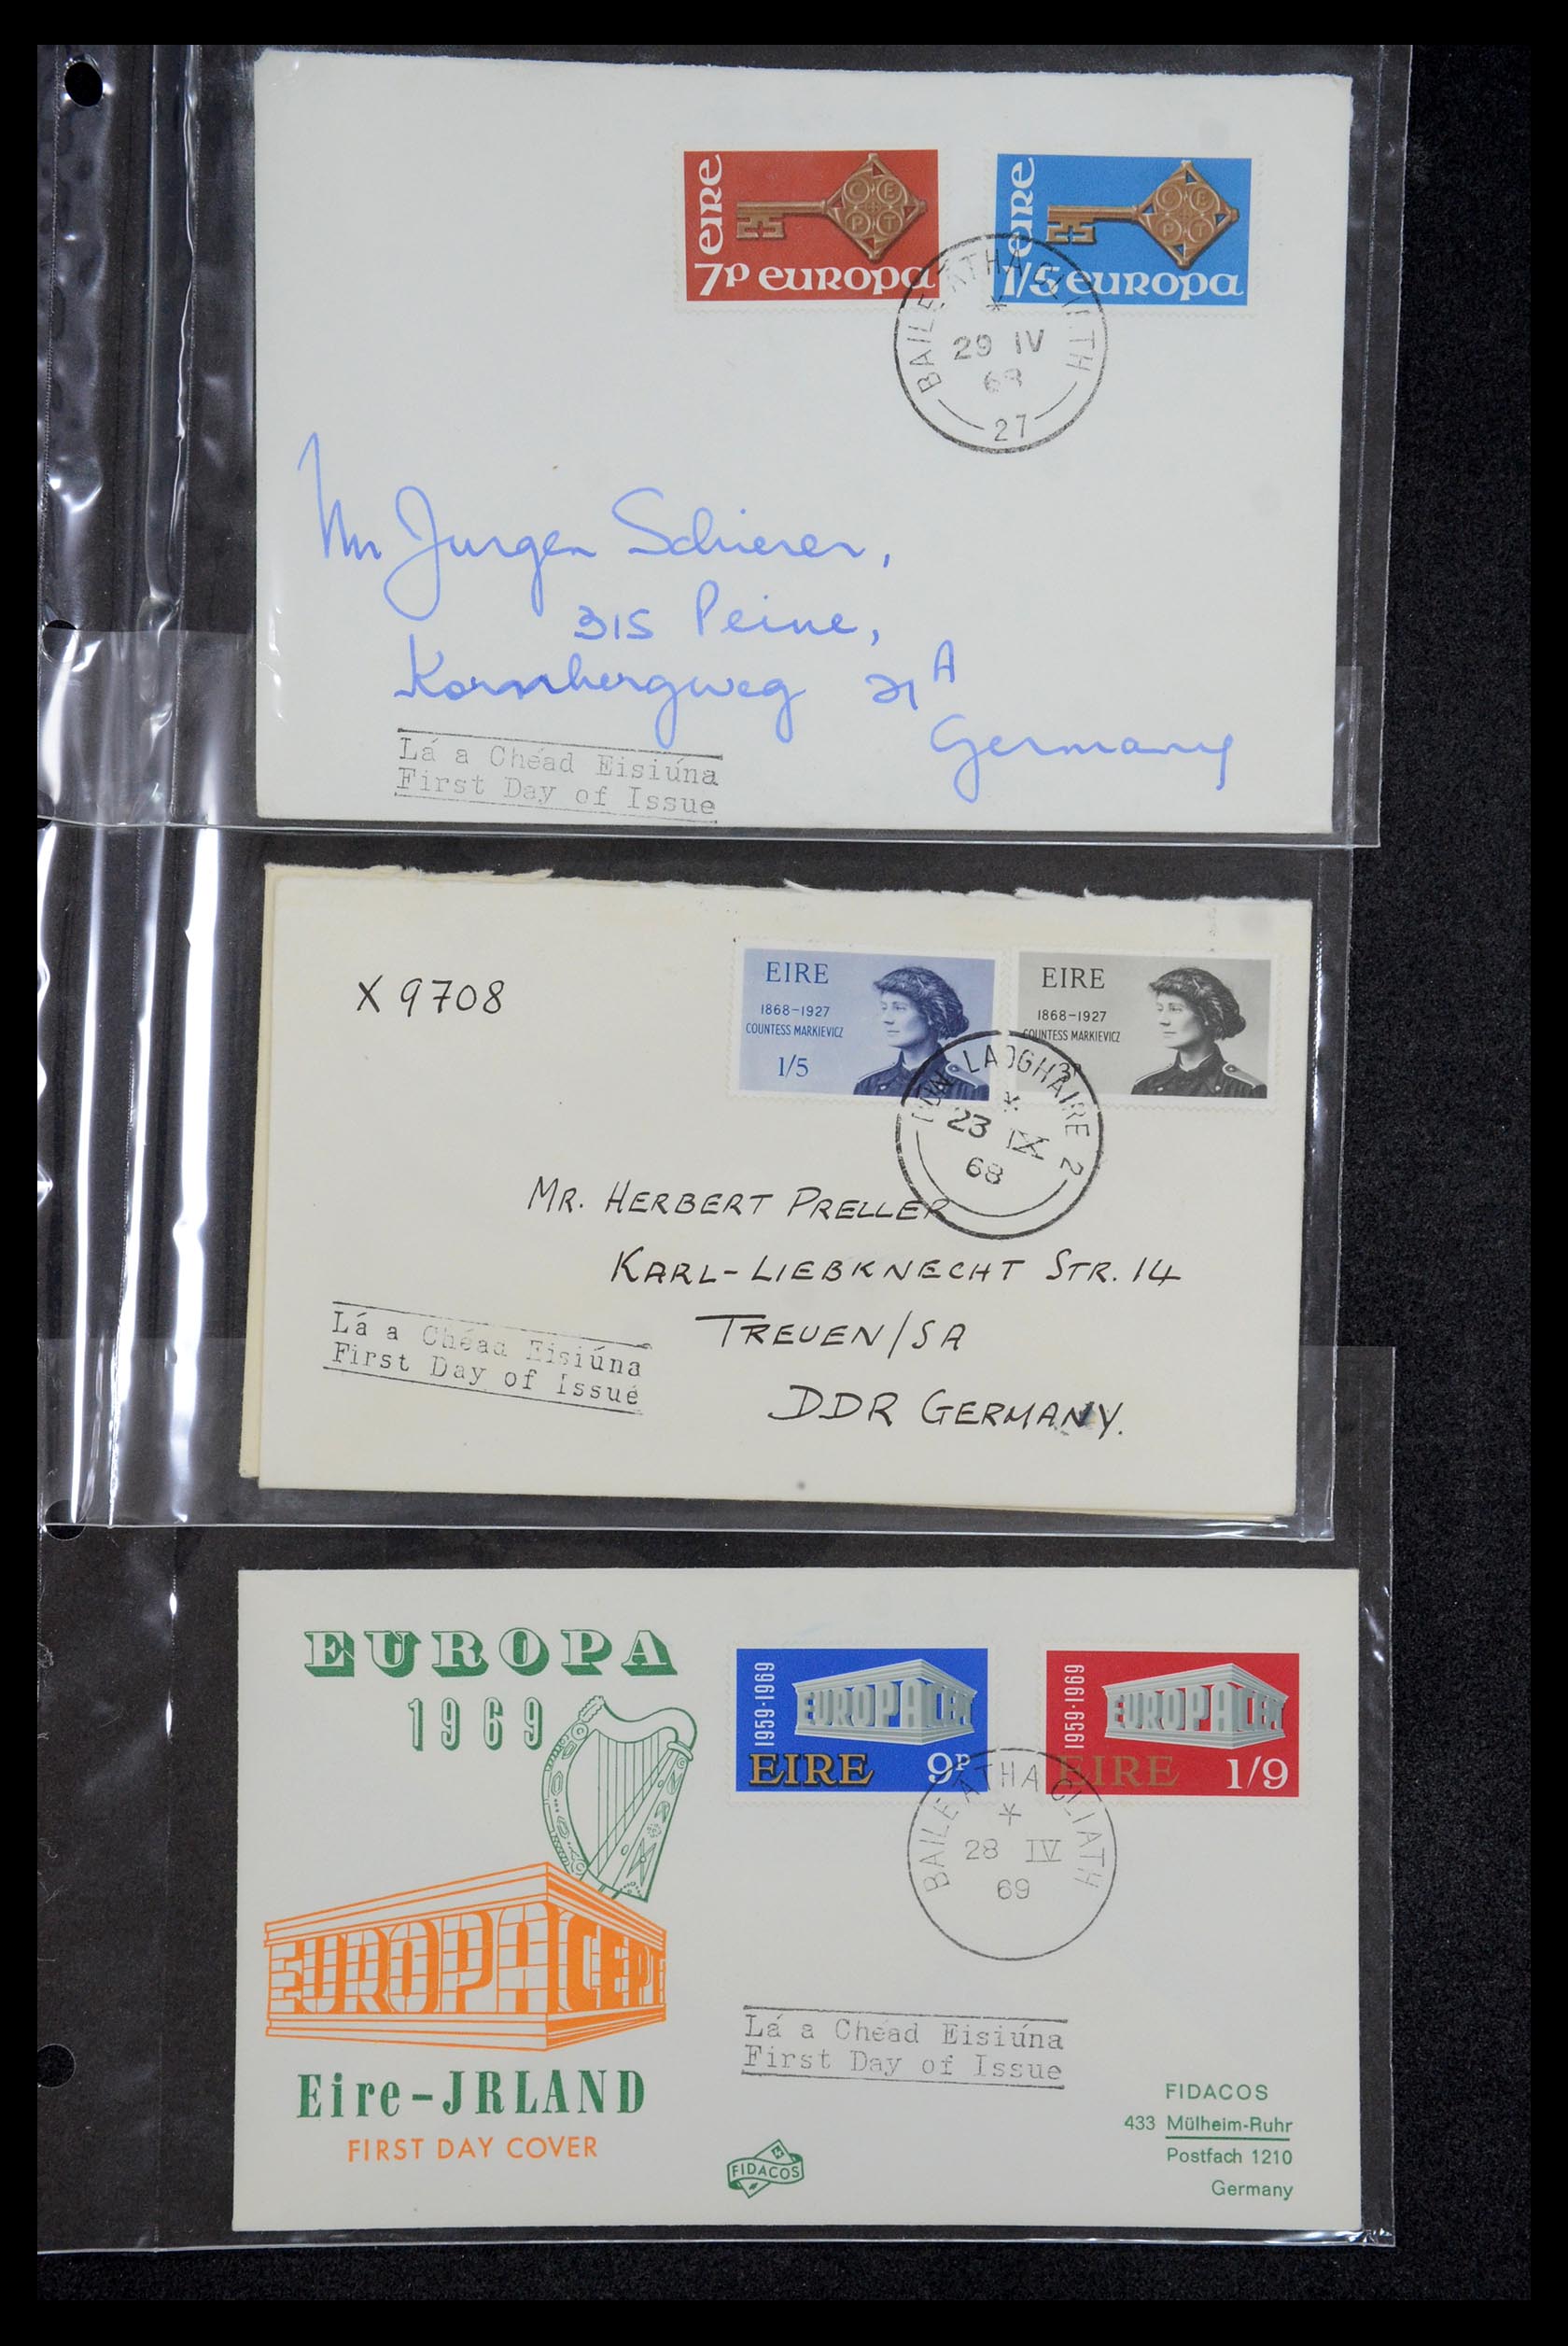 EIRE
7P EUROPA
C E P T
EIRE
1/5 EUROPA
C E P T
BAILE ATHA CLIATH
29 IV
68
27
Mr Jurgen Schierer,
315 Peine,
Kornbergweg 21A
Germany
Lá a Chéad Eisiúna
First Day of Issue
X 9708
EIRE
1868–1927
COUNTESS MARKIEVICZ
1/5
EIRE
1868–1927
COUNTESS MARKIEVICZ
DUN LAOGHAIRE 2
23 IX
68
MR. HERBERT PRELLER
KARL-LIEBKNECHT STR. 14
TREUEN/SA
DDR GERMANY.
Lá a Chéad Eisiúna
First Day of Issue
EUROPA
1969
EUROPA CEPT
Eire-JRLAND
FIRST DAY COVER
1959·1969
EUROPA CEPT
EIRE 9P
1959·1969
EUROPA CEPT
EIRE 1/9
BAILE ATHA CLIATH
28 IV
69
Lá a Chéad Eisiúna
First Day of Issue
FIDACOS
FIDACOS
433 Mülheim-Ruhr
Postfach 1210
Germany